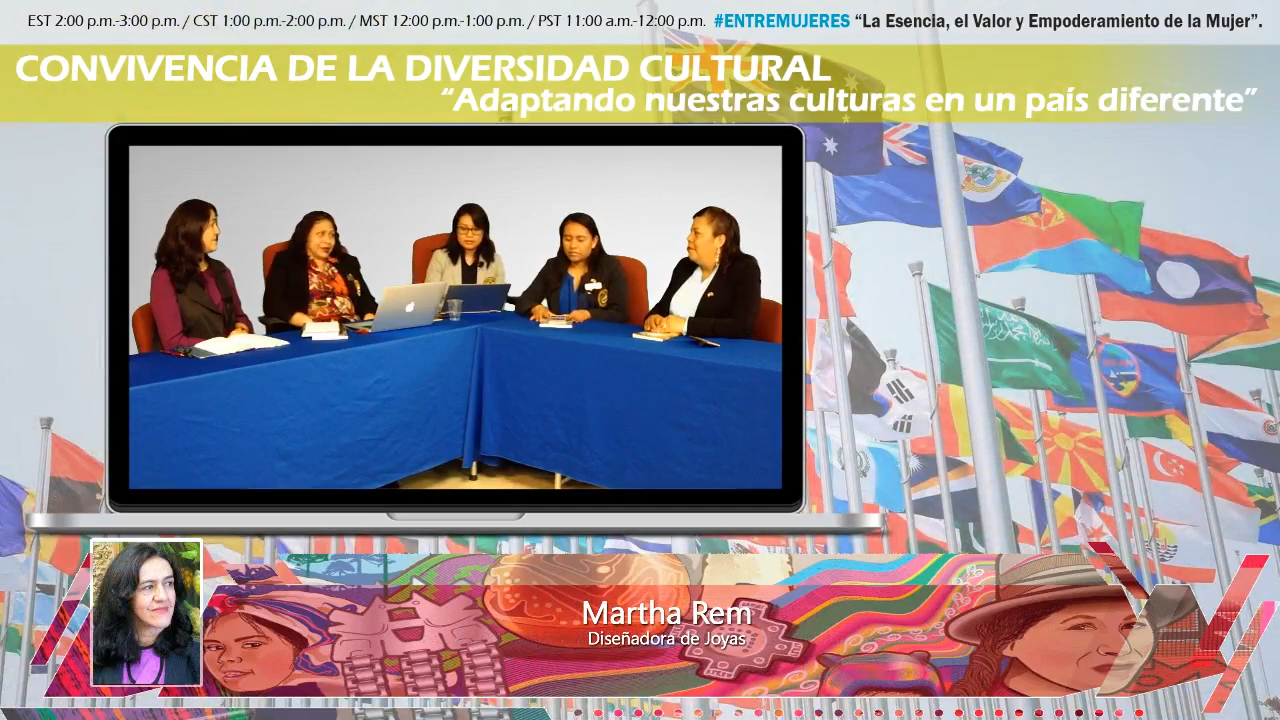 EST 2:00 p.m.-3:00 p.m. / CST 1:00 p.m.-2:00 p.m. / MST 12:00 p.m.-1:00 p.m. / PST 11:00 a.m.-12:00 p.m. #ENTREMUJERES “La Esencia, el Valor y Empoderamiento de la Mujer”.
CONVIVENCIA DE LA DIVERSIDAD CULTURAL
“Adaptando nuestras culturas en un país diferente”
Martha Rem
Diseñadora de Joyas